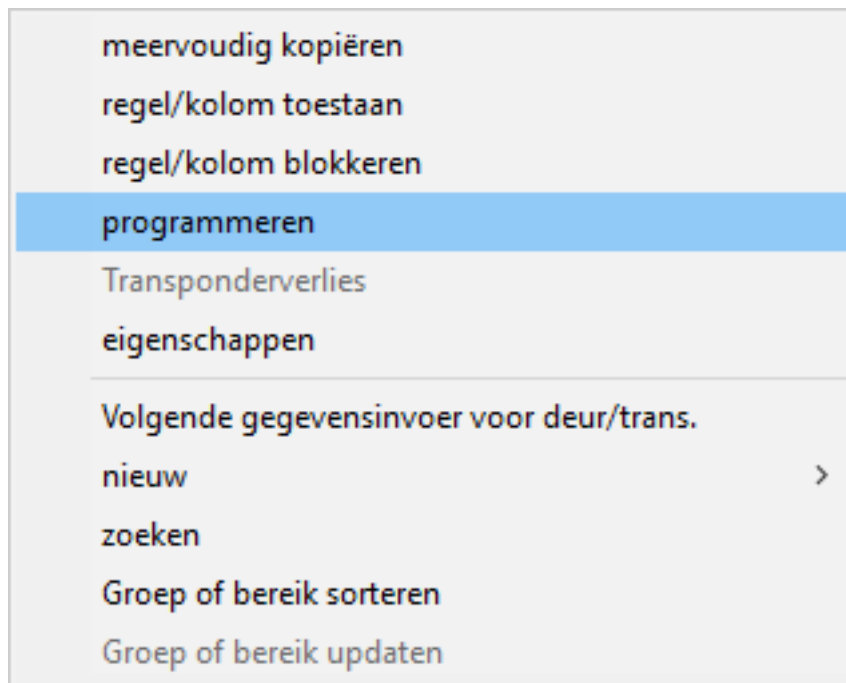 meervoudig kopiëren
regel/kolom toestaan
regel/kolom blokkeren
programmeren
Transponderverlies
eigenschappen
Volgende gegevensinvoer voor deur/trans.
nieuw
zoeken
Groep of bereik sorteren
Groep of bereik updaten